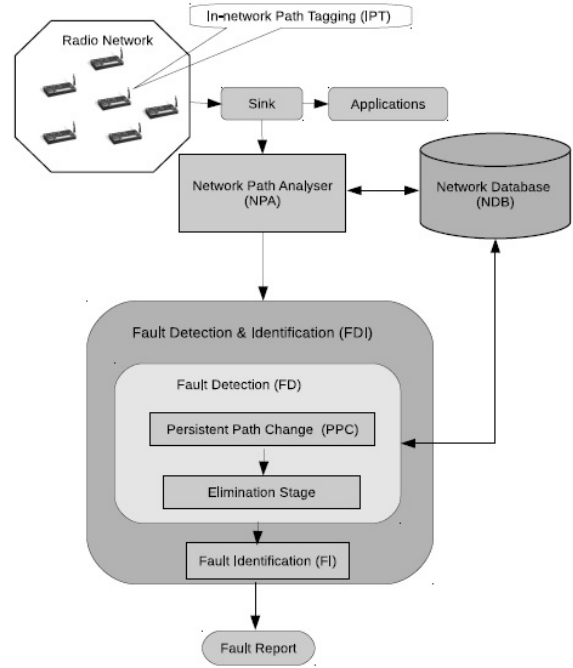 In-network Path Tagging (IPT)
Radio Network
Sink
Applications
Network Path Analyser
(NPA)
Network Database
(NDB)
Fault Detection & Identification (FDI)
Fault Detection (FD)
Persistent Path Change (PPC)
Elimination Stage
Fault Identification (FI)
Fault Report